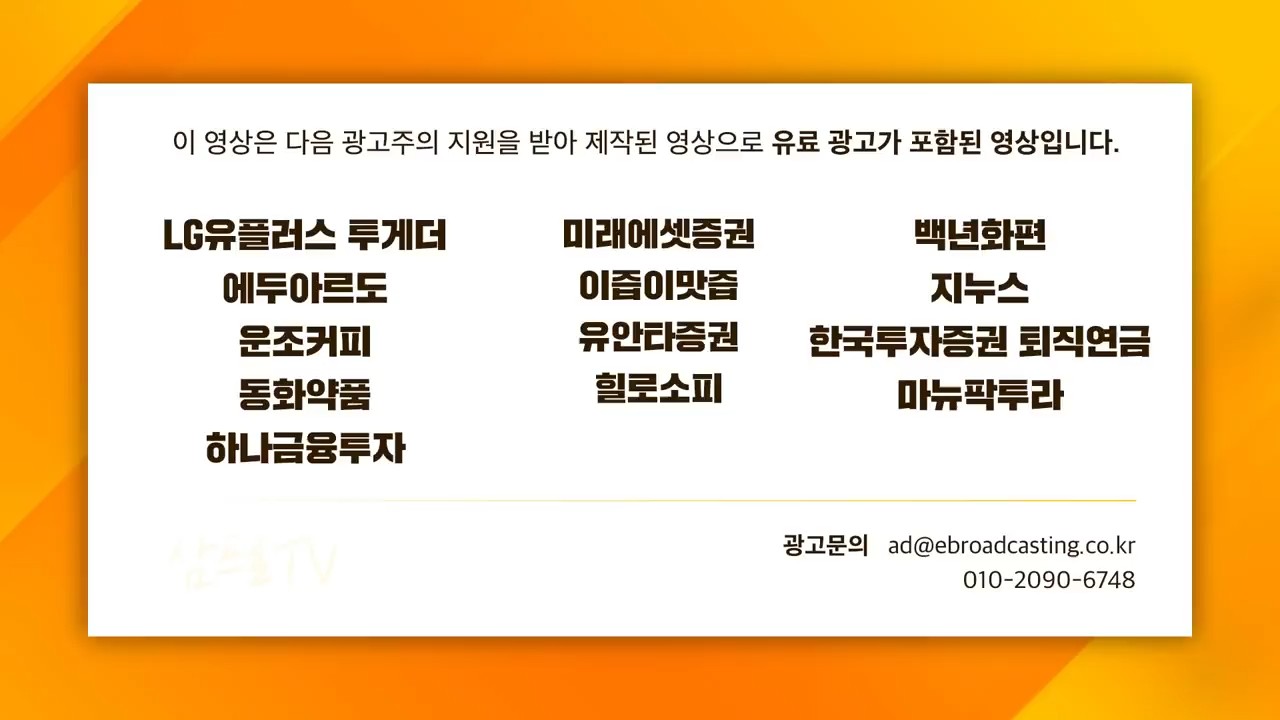 이 영상은 다음 광고주의 지원을 받아 제작된 영상으로 유료 광고가 포함된 영상입니다.
LG유플러스 투게더
에두아르도
운조커피
동화약품
하나금융투자
미래에셋증권
이즙이맛즙
유안타증권
힐로소피
백년화편
지누스
한국투자증권 퇴직연금
마뉴팍투라
삼프로TV
광고문의 ad@ebroadcasting.co.kr
010-2090-6748